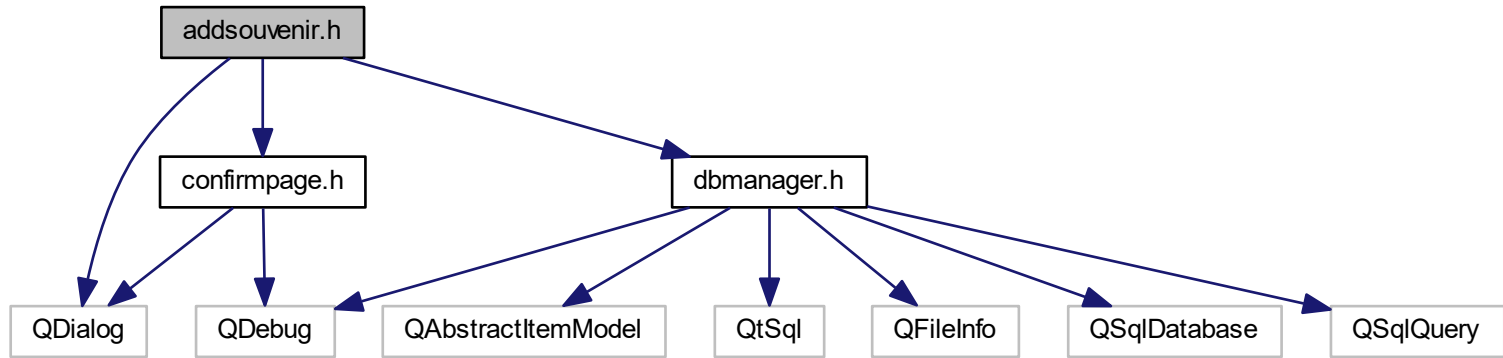 addsouvenir.h
confirmpage.h
dbmanager.h
QDialog
QDebug
QAbstractItemModel
QtSql
QFileInfo
QSqlDatabase
QSqlQuery